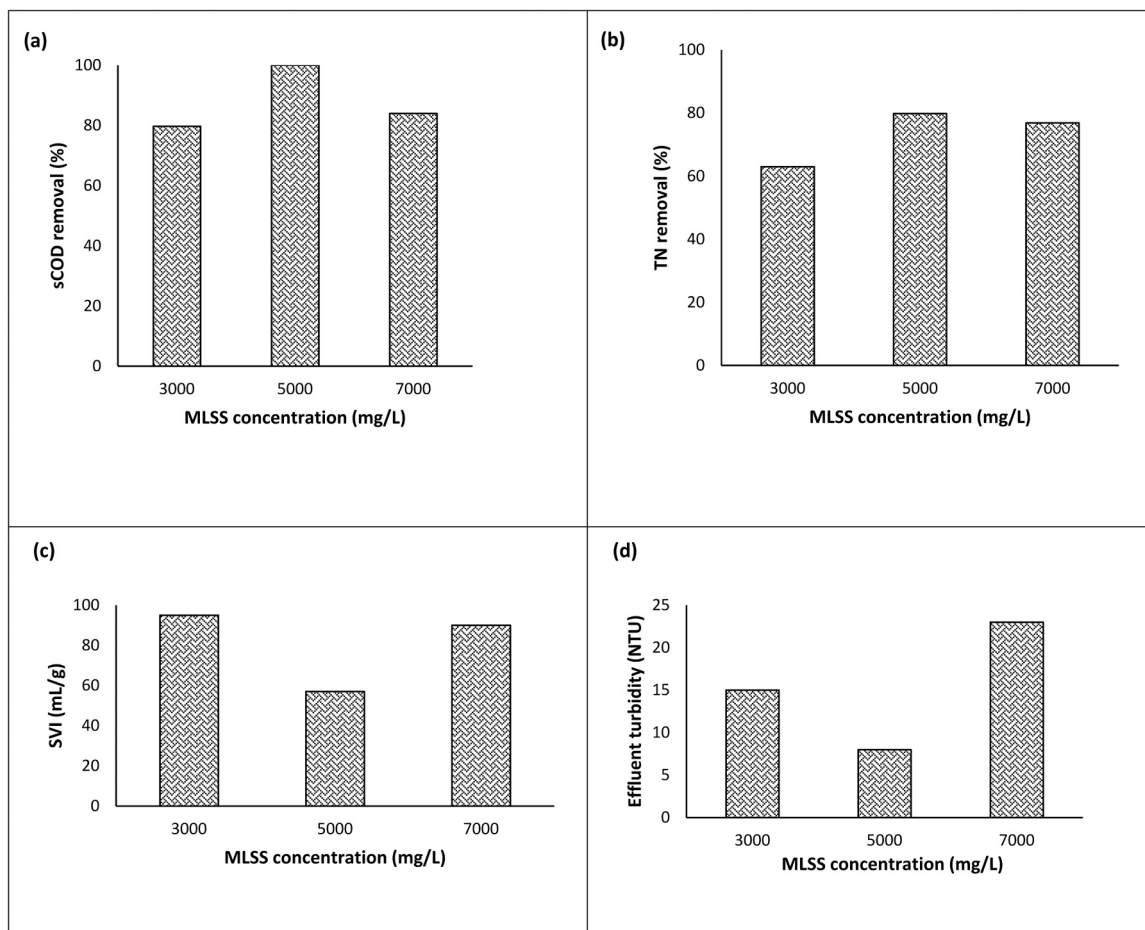 (a)
sCOD removal (%)
100
80
60
40
20
0
3000 5000 7000
MLSS concentration (mg/L)
(b)
TN removal (%)
100
80
60
40
20
0
3000 5000 7000
MLSS concentration (mg/L)
(c)
SVI (mL/g)
100
80
60
40
20
0
3000 5000 7000
MLSS concentration (mg/L)
(d)
Effluent turbidity (NTU)
25
20
15
10
5
0
3000 5000 7000
MLSS concentration (mg/L)